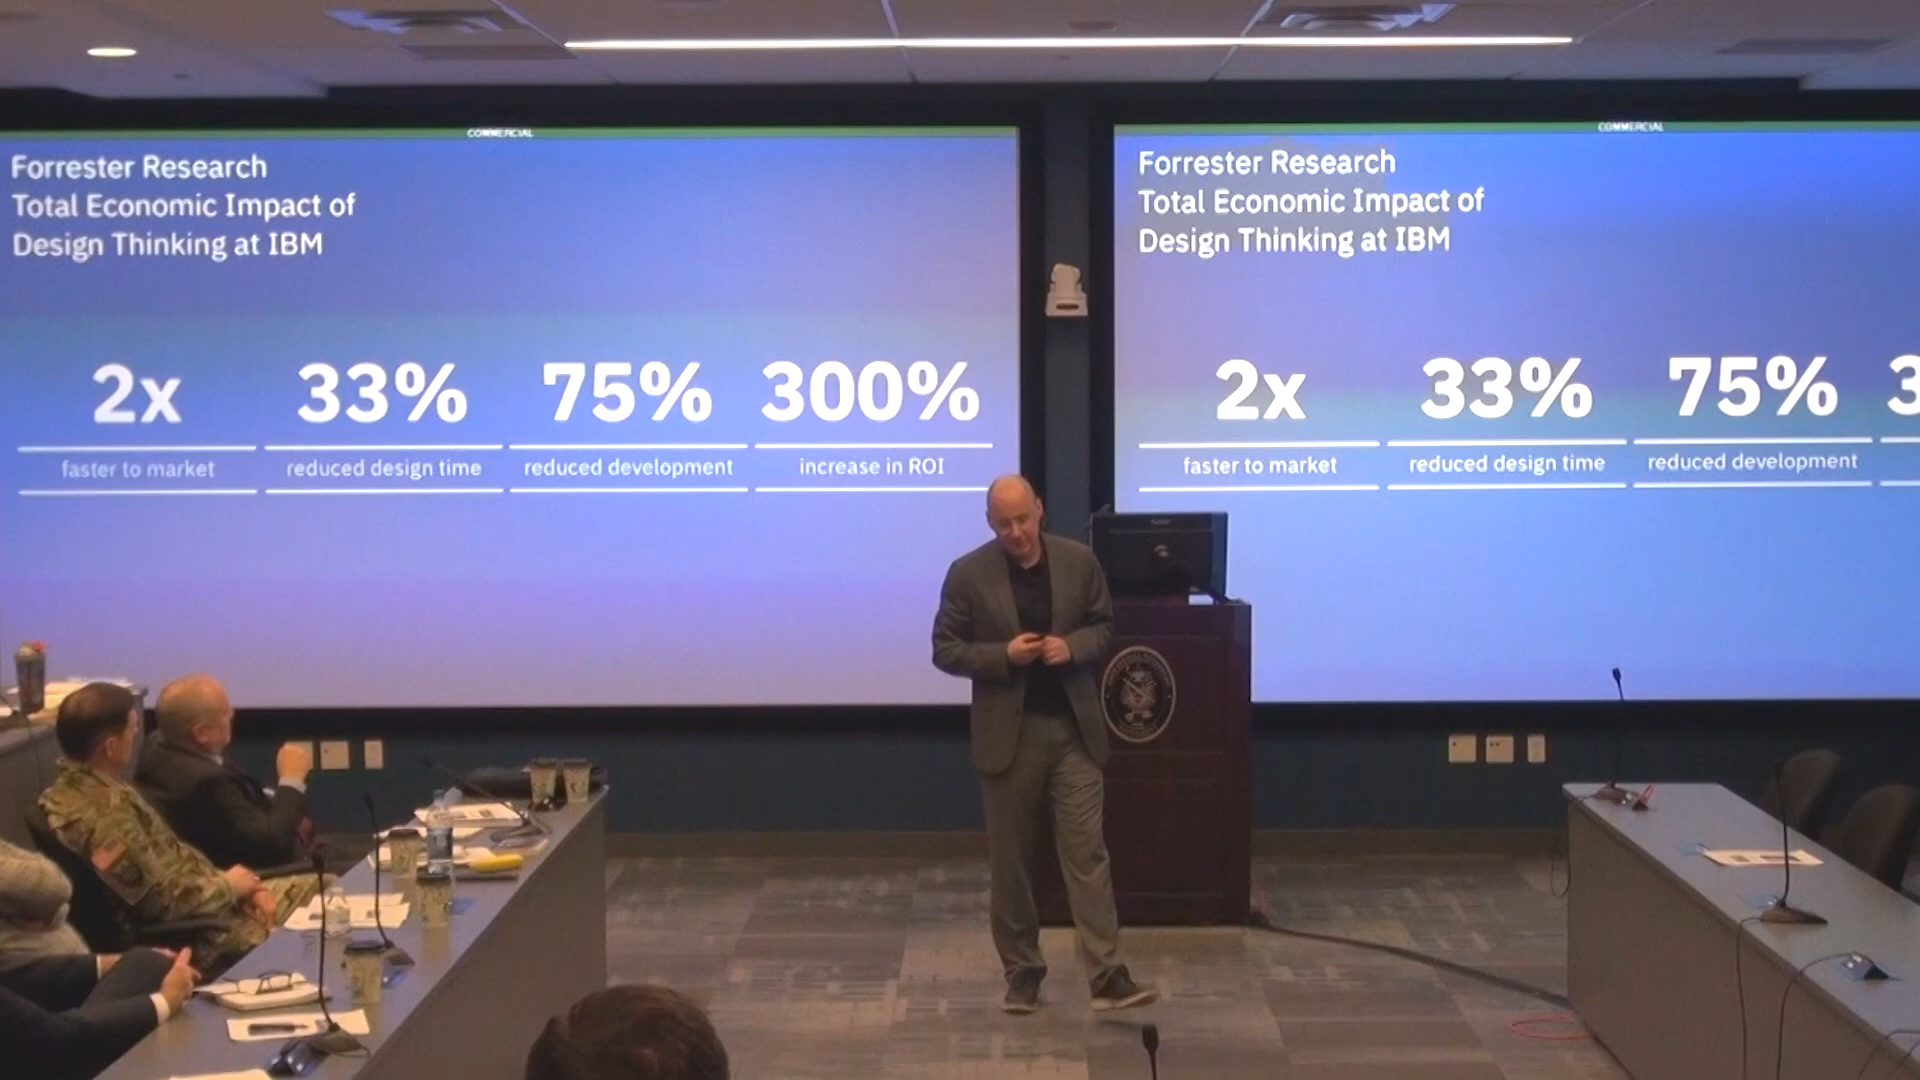 COMMERCIAL
Forrester Research
Total Economic Impact of
Design Thinking at IBM
2x
33%
75%
300%
faster to market
reduced design time
reduced development
increase in ROI
COMMERCIAL
Forrester Research
Total Economic Impact of
Design Thinking at IBM
2x
33%
75%
3
faster to market
reduced design time
reduced development